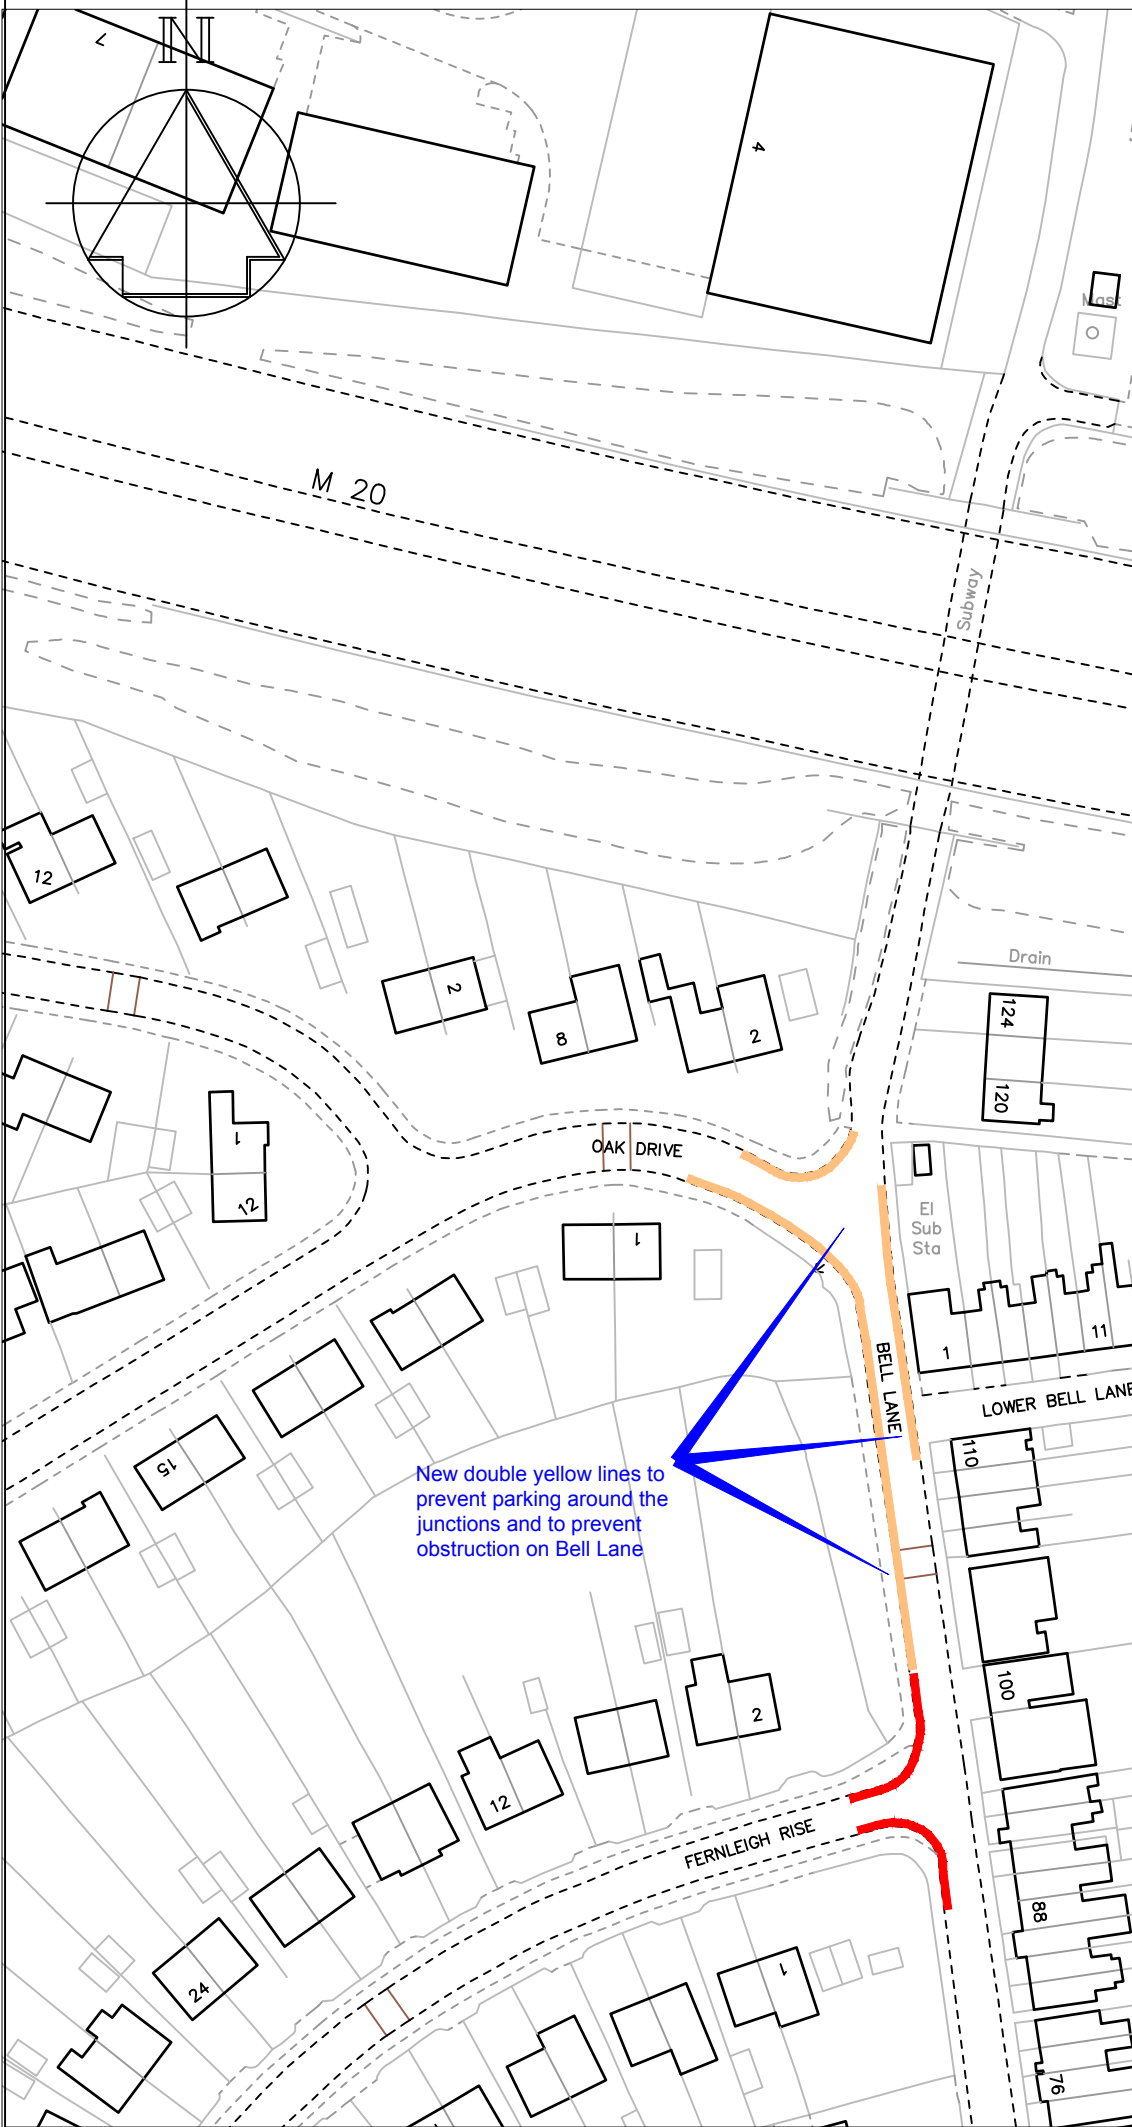 7
N
4
Mast
M 20
Subway
12
2
8
2
Drain
124
120
OAK DRIVE
1
12
1
El
Sub
Sta
1
11
BELL LANE
LOWER BELL LANE
110
15
New double yellow lines to
prevent parking around the
junctions and to prevent
obstruction on Bell Lane
100
2
12
FERNLEIGH RISE
88
24
1
76